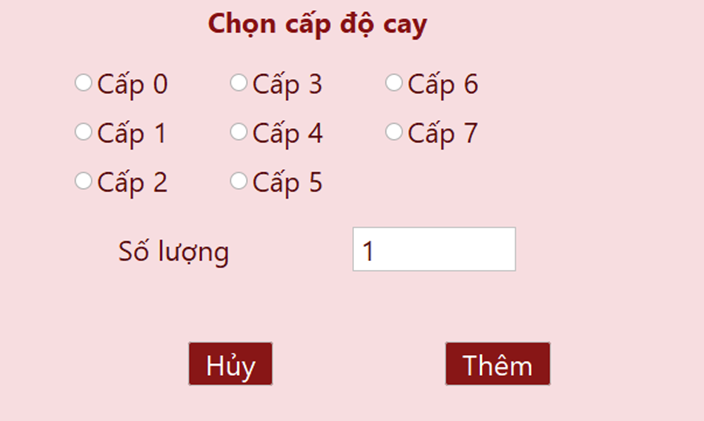 Chọn cấp độ cay
Cấp 0 Cấp 3 Cấp 6
Cấp 1 Cấp 4 Cấp 7
Cấp 2 Cấp 5
Số lượng 1
Hủy Thêm